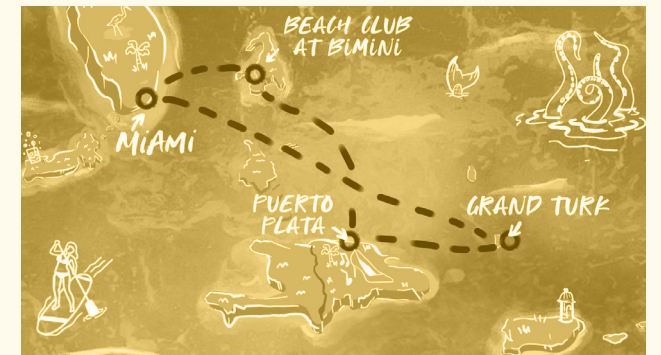 BEACH CLUB
AT BIMINI
MIAMI
PUERTO
PLATA
GRAND TURK